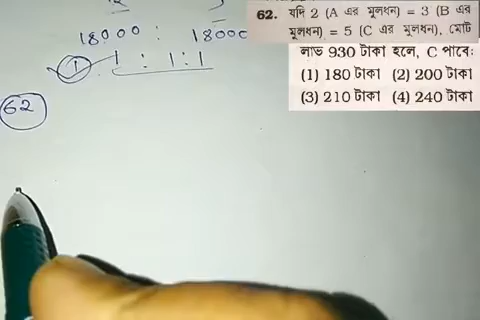 18000 : 18000
1 1 : 1 : 1
62
62. যদি 2 (A এর মূলধন) = 3 (B এর
মূলধন) = 5 (C এর মূলধন), মোট
লাভ 930 টাকা হলে, C পাবে:
(1) 180 টাকা (2) 200 টাকা
(3) 210 টাকা (4) 240 টাকা